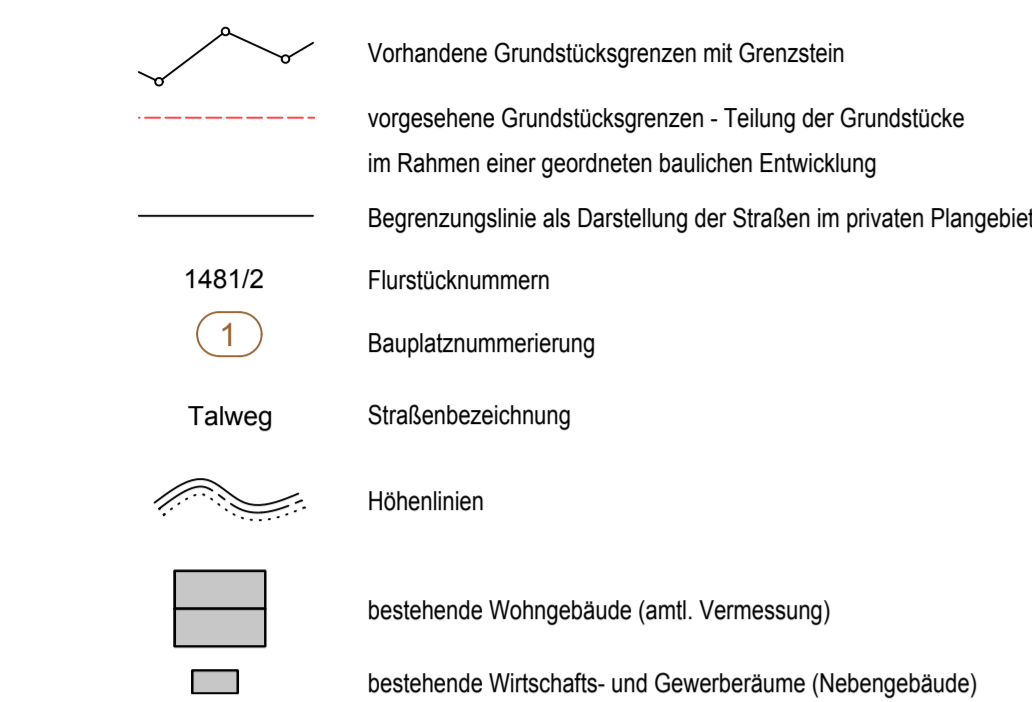 Vorhandene Grundstücksgrenzen mit Grenzstein
vorgesehene Grundstücksgrenzen - Teilung der Grundstücke
im Rahmen einer geordneten baulichen Entwicklung
Begrenzungslinie als Darstellung der Straßen im privaten Plangebiet
1481/2 Flurstücknummern
1 Bauplatznummerierung
Talweg Straßenbezeichnung
Höhenlinien
bestehende Wohngebäude (amtl. Vermessung)
bestehende Wirtschafts- und Gewerberäume (Nebengebäude)